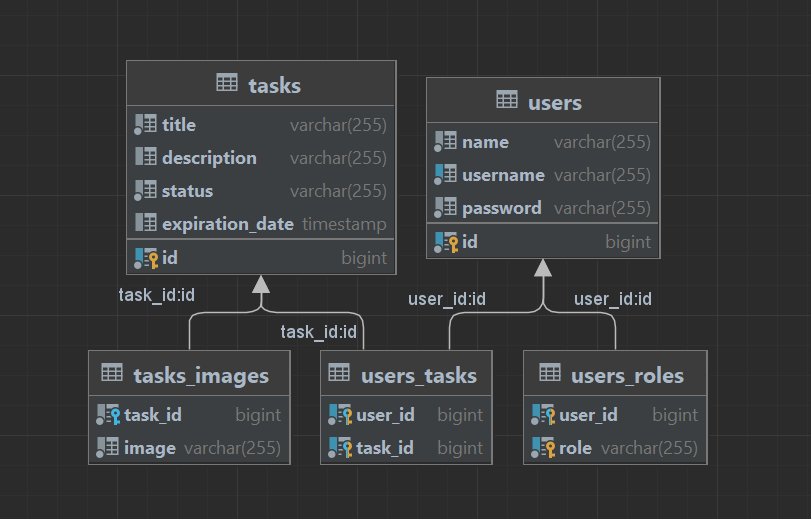 tasks
title varchar(255)
description varchar(255)
status varchar(255)
expiration_date timestamp
id bigint
users
name varchar(255)
username varchar(255)
password varchar(255)
id bigint
task_id:id
task_id:id
user_id:id
user_id:id
tasks_images
task_id bigint
image varchar(255)
users_tasks
user_id bigint
task_id bigint
users_roles
user_id bigint
role varchar(255)